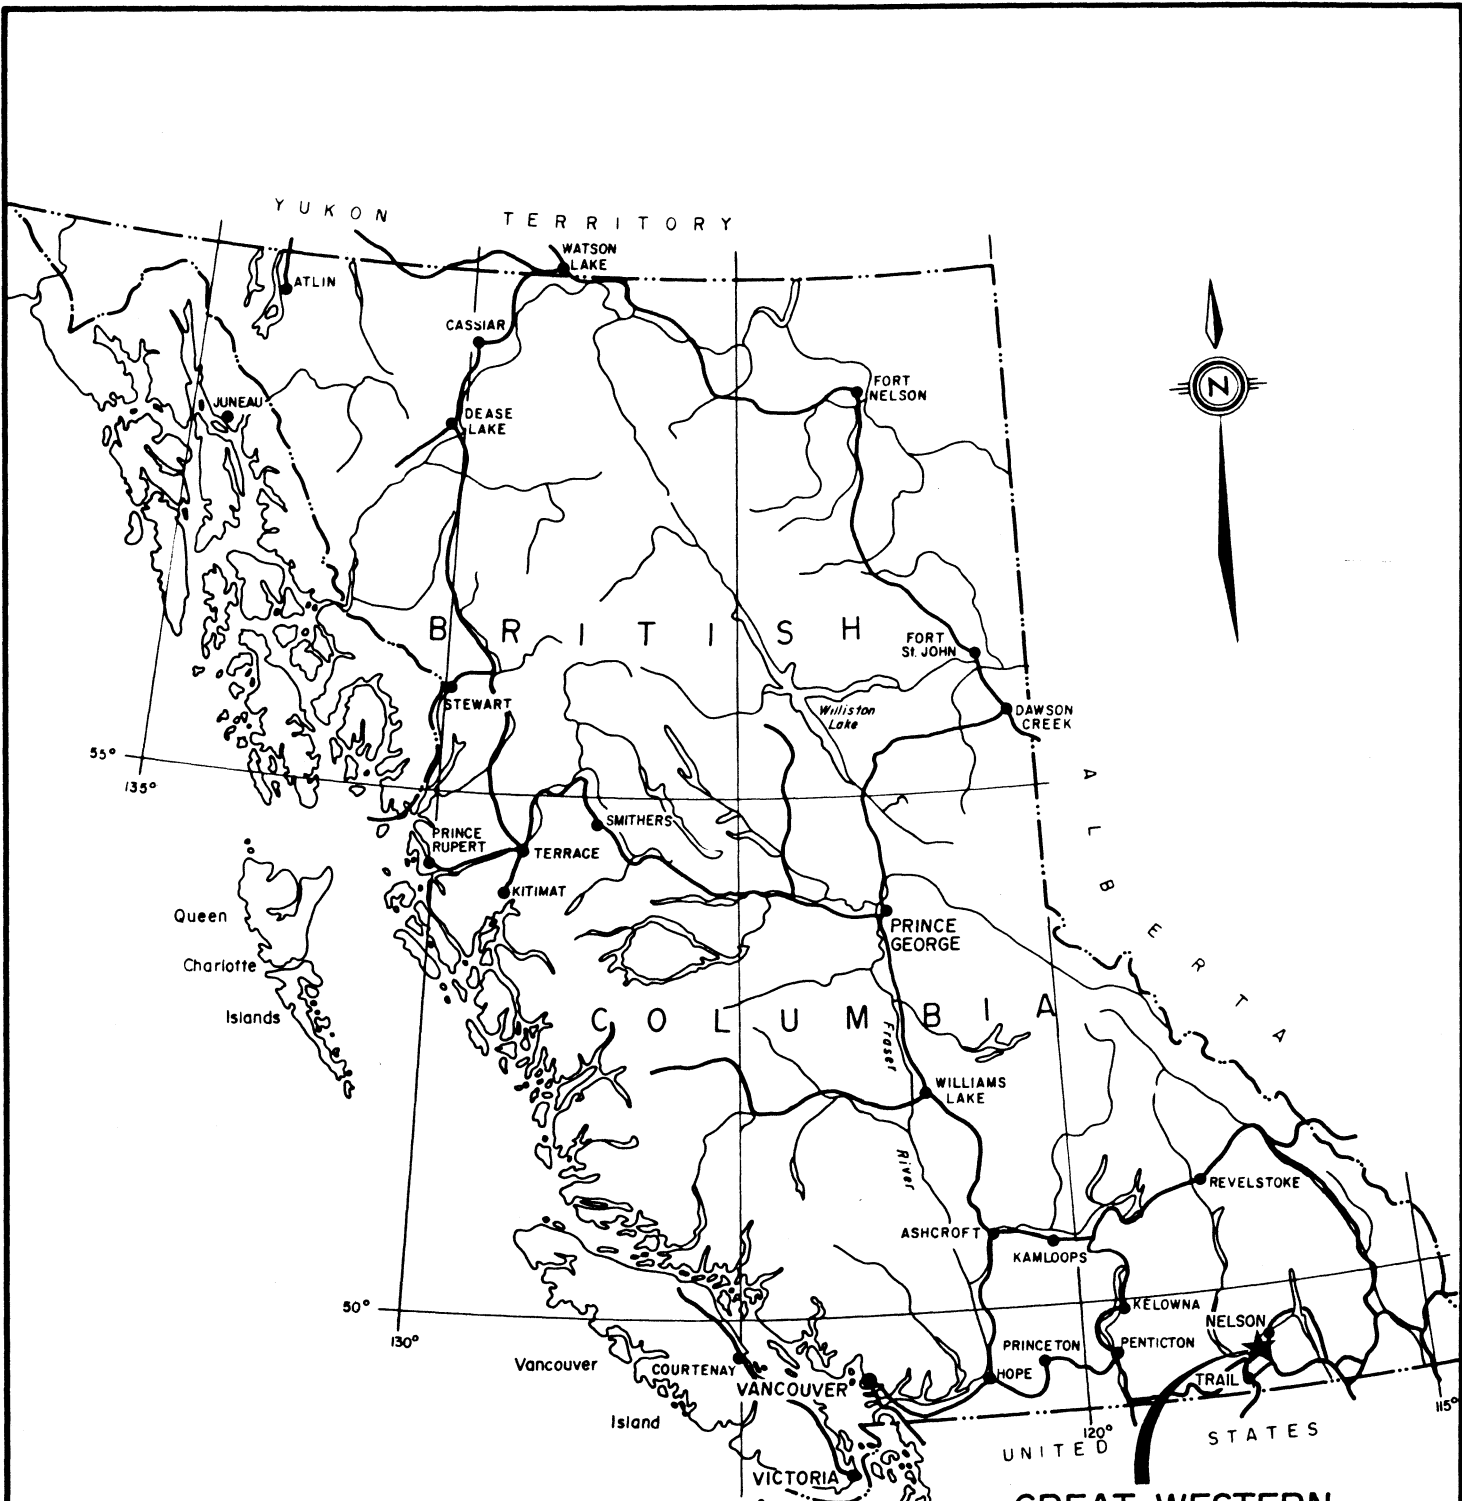 YUKON TERRITORY
WATSON
LAKE
ATLIN
CASSIAR
N
FORT
NELSON
JUNEAU
DEASE
LAKE
BRITISH
FORT
St. JOHN
STEWART
Williston
Lake
DAWSON
CREEK
55°
135°
ALBERTA
SMITHERS
PRINCE
RUPERT
TERRACE
KITIMAT
Queen
Charlotte
Islands
PRINCE
GEORGE
COLUMBIA
Fraser
River
WILLIAMS
LAKE
REVELSTOKE
ASHCROFT
KAMLOOPS
50°
130°
KELOWNA
NELSON
PRINCETON
PENTICTON
Vancouver
Island
COURTENAY
VANCOUVER
HOPE
TRAIL
115°
120°
UNITED STATES
VICTORIA
GREAT WESTERN